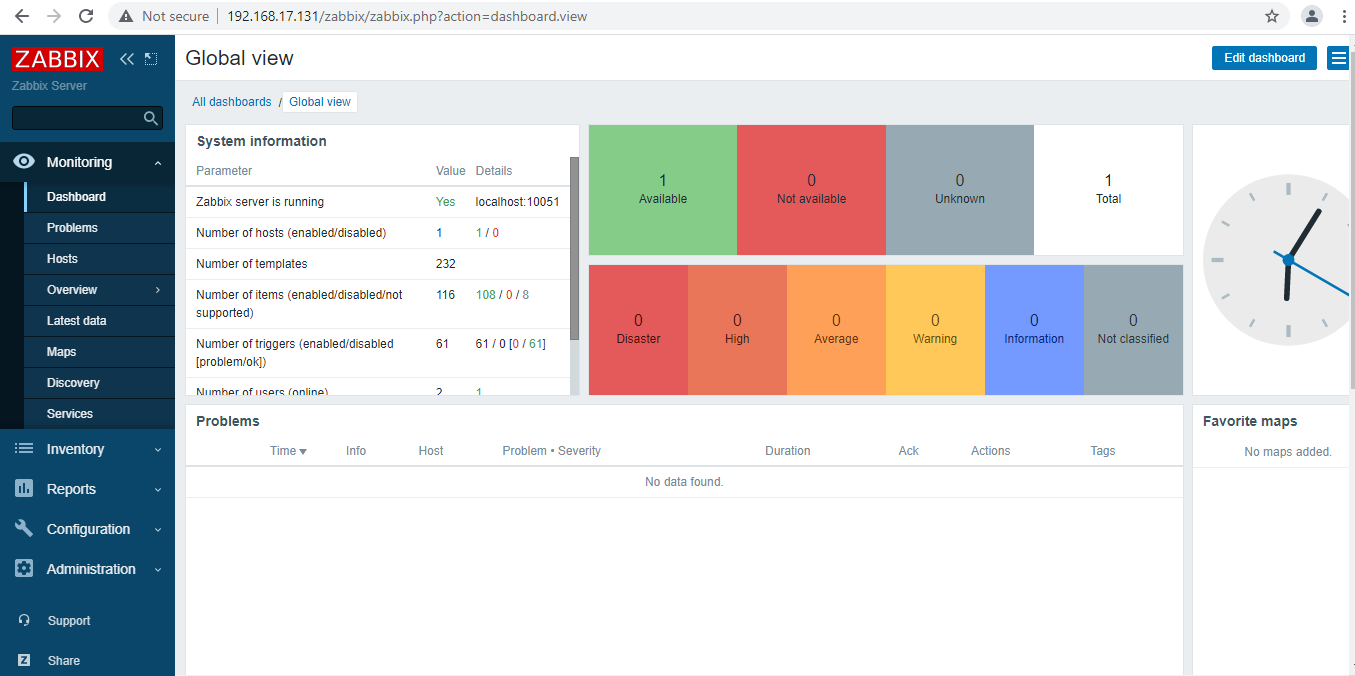 Not secure | 192.168.17.131/zabbix/zabbix.php?action=dashboard.view
ZABBIX
Zabbix Server
Monitoring
Dashboard
Problems
Hosts
Overview
Latest data
Maps
Discovery
Services
Inventory
Reports
Configuration
Administration
Support
Z Share
Global view
Edit dashboard
All dashboards / Global view
System information
Parameter Value Details
Zabbix server is running Yes localhost:10051
Number of hosts (enabled/disabled) 1 1 / 0
Number of templates 232
Number of items (enabled/disabled/not 116 108 / 0 / 8
supported)
Number of triggers (enabled/disabled 61 61 / 0 [0 / 61]
[problem/ok])
Number of users (online) 2 1
1 0 0 1
Available Not available Unknown Total
0 0 0 0 0 0
Disaster High Average Warning Information Not classified
Problems
Time Info Host Problem • Severity Duration Ack Actions Tags
No data found.
Favorite maps
No maps added.